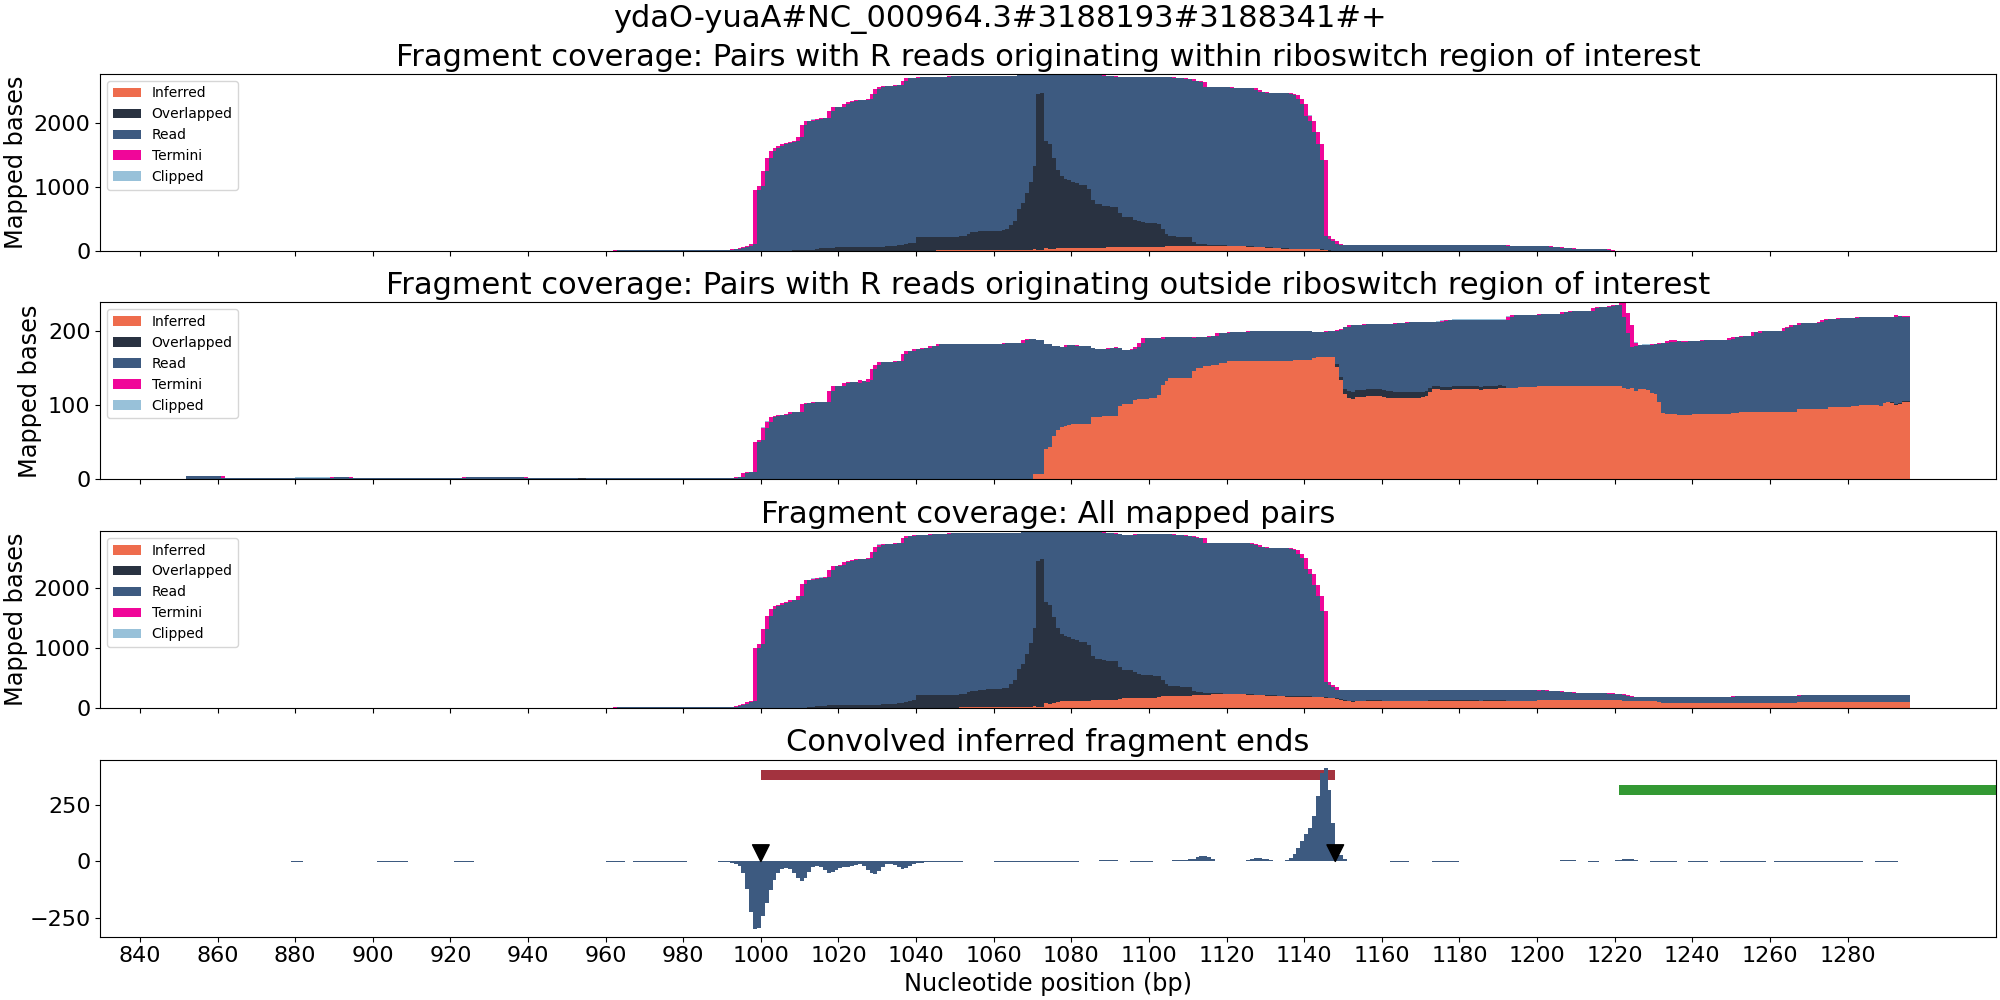 ydaO-yuaA#NC_000964.3#3188193#3188341#+
Fragment coverage: Pairs with R reads originating within riboswitch region of interest
Mapped bases
2000
1000
0
Inferred
Overlapped
Read
Termini
Clipped
Fragment coverage: Pairs with R reads originating outside riboswitch region of interest
Mapped bases
200
100
0
Inferred
Overlapped
Read
Termini
Clipped
Fragment coverage: All mapped pairs
Mapped bases
2000
1000
0
Inferred
Overlapped
Read
Termini
Clipped
Convolved inferred fragment ends
250
0
−250
840 860 880 900 920 940 960 980 1000 1020 1040 1060 1080 1100 1120 1140 1160 1180 1200 1220 1240 1260 1280
Nucleotide position (bp)